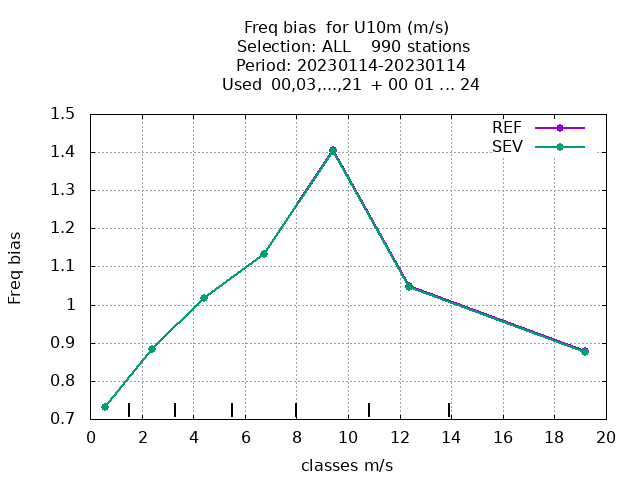 Freq bias  for U10m (m/s)
Selection: ALL    990 stations
Period: 20230114-20230114
Used  00,03,...,21  + 00 01 ... 24
REF
SEV
1.5
1.4
1.3
1.2
1.1
1
0.9
0.8
0.7
Freq bias
0 2 4 6 8 10 12 14 16 18 20
classes m/s